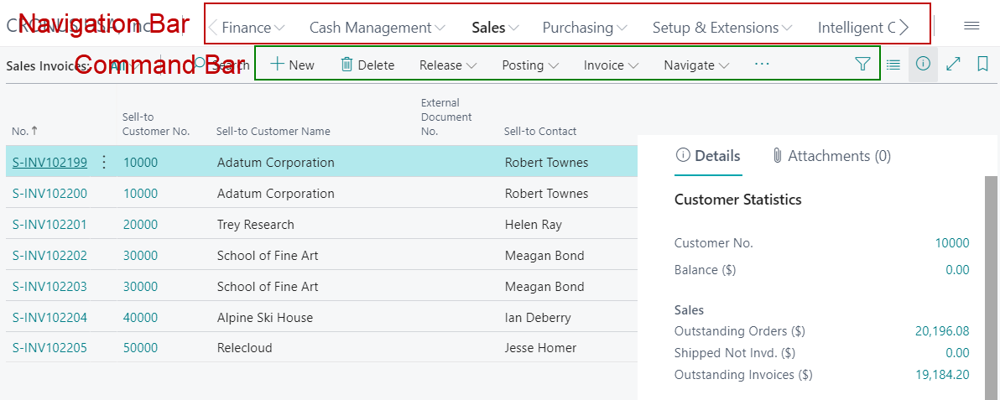 Navigation Bar
Finance Cash Management Sales Purchasing Setup & Extensions Intelligent
Command Bar
Sales Invoices: Search New Delete Release Posting Invoice Navigate ...
No. Sell-to Customer No. Sell-to Customer Name External Document No. Sell-to Contact
S-INV102199 10000 Adatum Corporation Robert Townes
S-INV102200 10000 Adatum Corporation Robert Townes
S-INV102201 20000 Trey Research Helen Ray
S-INV102202 30000 School of Fine Art Meagan Bond
S-INV102203 30000 School of Fine Art Meagan Bond
S-INV102204 40000 Alpine Ski House Ian Deberry
S-INV102205 50000 Relecloud Jesse Homer
Details Attachments (0)
Customer Statistics
Customer No. 10000
Balance ($) 0.00
Sales
Outstanding Orders ($) 20,196.08
Shipped Not Invd. ($) 0.00
Outstanding Invoices ($) 19,184.20